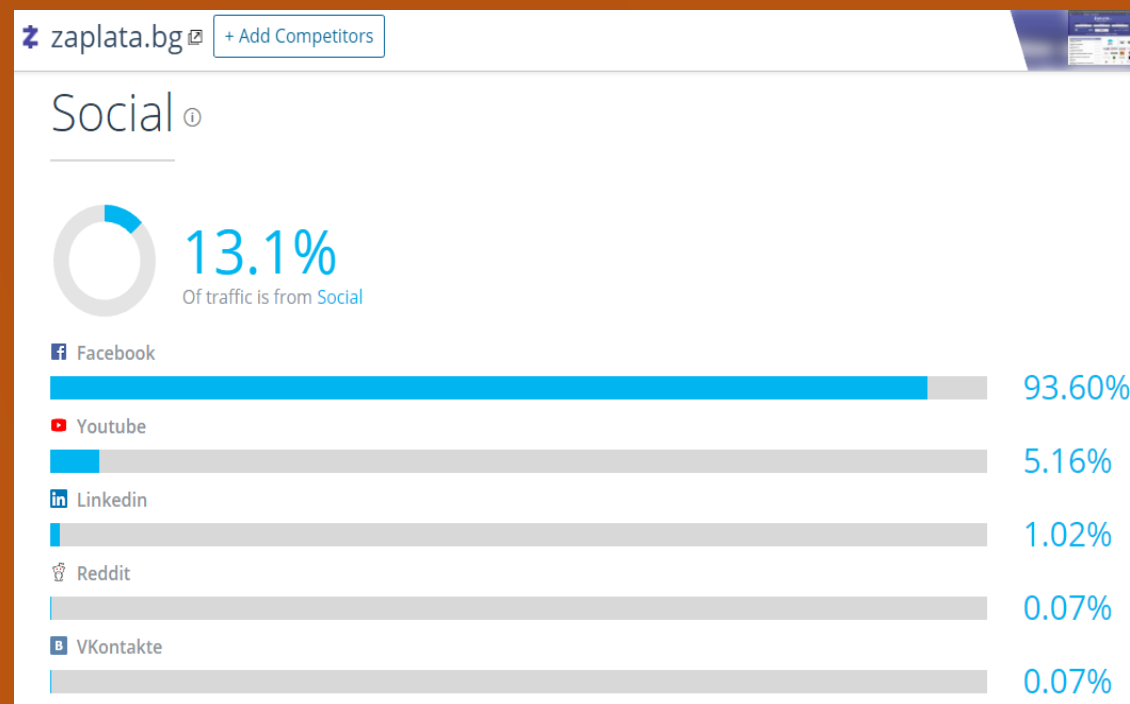 zaplata.bg + Add Competitors
Social
13.1%
Of traffic is from Social
Facebook
93.60%
Youtube
5.16%
Linkedin
1.02%
Reddit
0.07%
VKontakte
0.07%